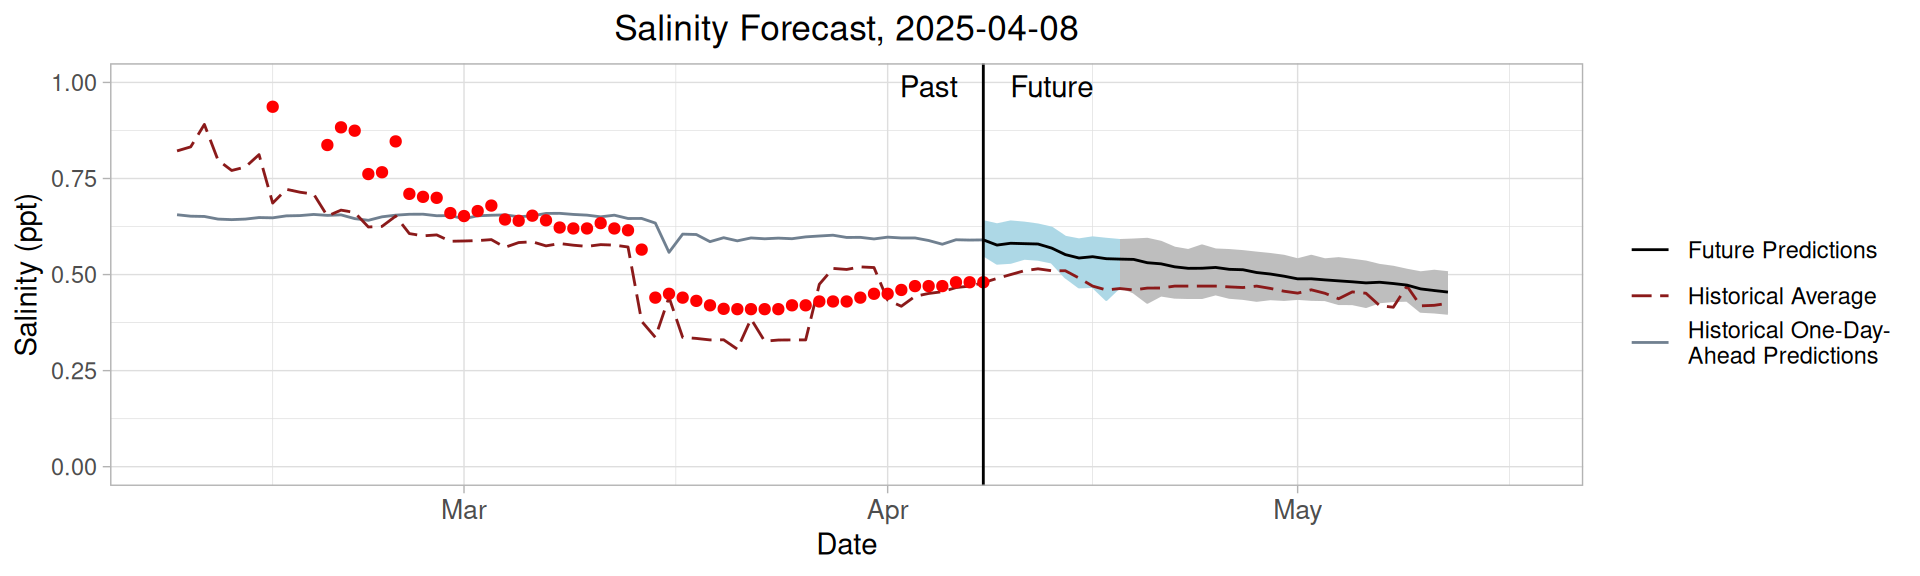 Salinity Forecast, 2025-04-08
Past
Future
1.00
0.75
0.50
0.25
0.00
Salinity (ppt)
Mar
Apr
May
Date
Future Predictions
Historical Average
Historical One-Day-
Ahead Predictions